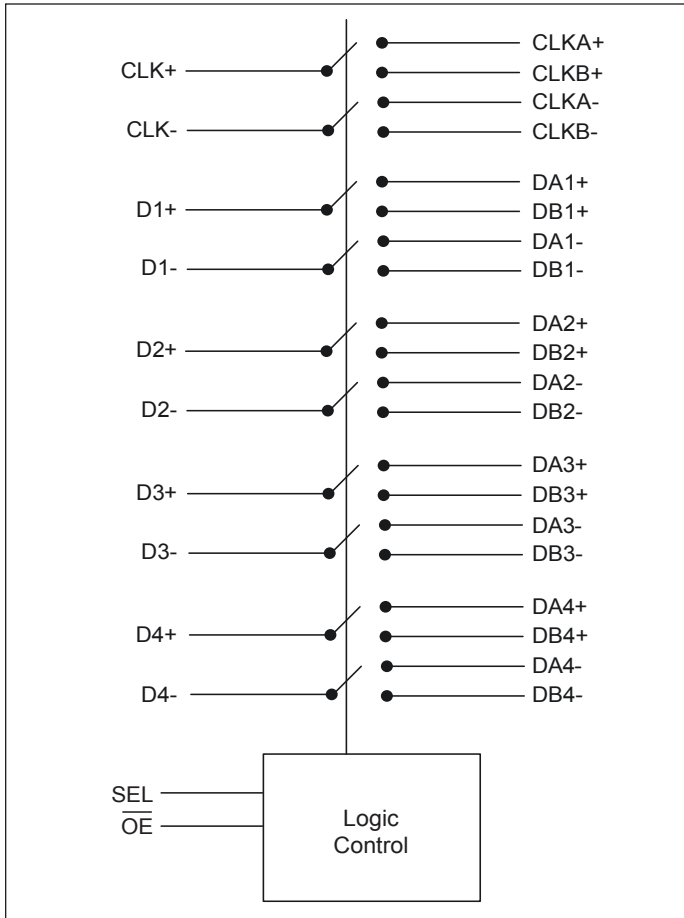 CLK+
CLKA+
CLKB+
CLK-
CLKA-
CLKB-
D1+
DA1+
DB1+
D1-
DA1-
DB1-
D2+
DA2+
DB2+
D2-
DA2-
DB2-
D3+
DA3+
DB3+
D3-
DA3-
DB3-
D4+
DA4+
DB4+
D4-
DA4-
DB4-
SEL
O̅E̅
Logic
Control